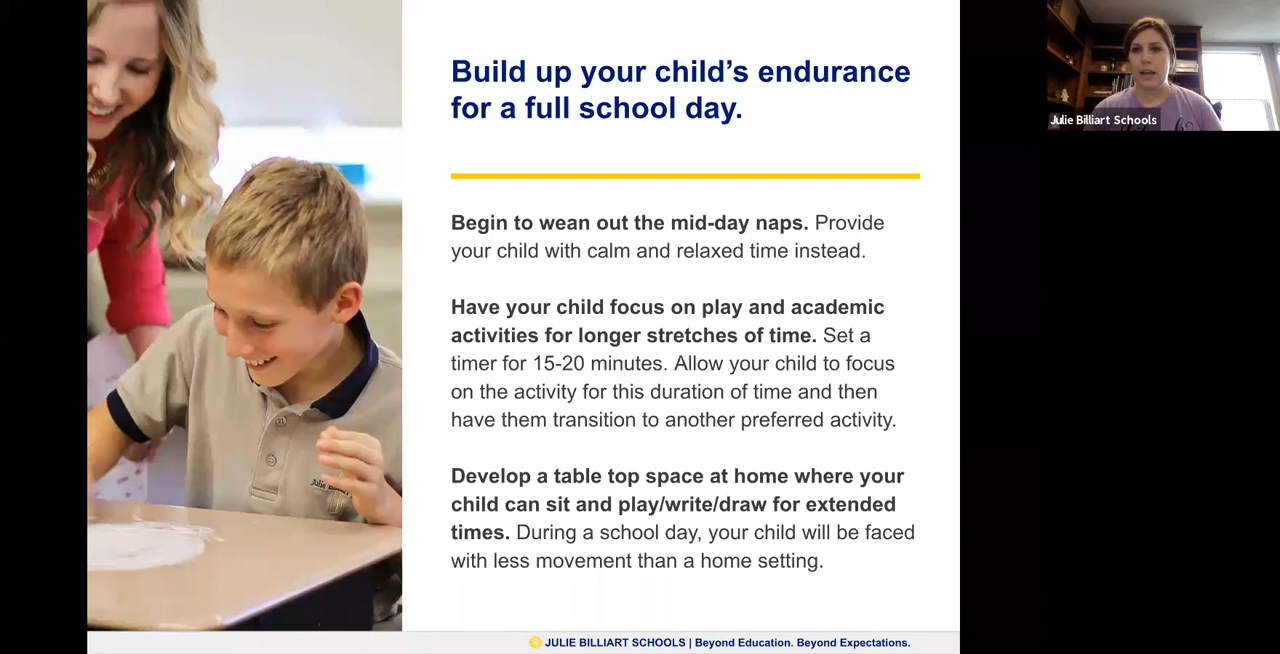 Build up your child’s endurance
for a full school day.
Begin to wean out the mid-day naps. Provide
your child with calm and relaxed time instead.
Have your child focus on play and academic
activities for longer stretches of time. Set a
timer for 15-20 minutes. Allow your child to focus
on the activity for this duration of time and then
have them transition to another preferred activity.
Develop a table top space at home where your
child can sit and play/write/draw for extended
times. During a school day, your child will be faced
with less movement than a home setting.
JULIE BILLIART SCHOOLS | Beyond Education. Beyond Expectations.
Julie Billiart Schools
Julie